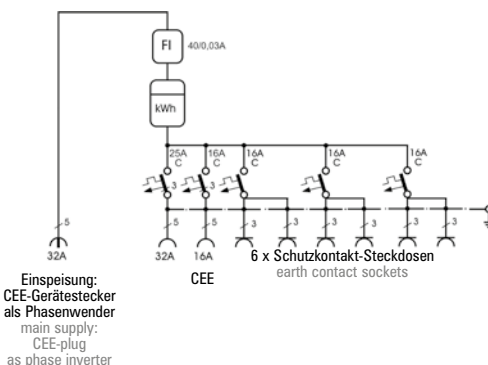 FI 40/0,03A
kWh
25A 16A 16A 16A 16A
C C C C C
3 3
5 5 5 3 3 3 3 3 3
32A 32A 16A
6 x Schutzkontakt-Steckdosen
earth contact sockets
Einspeisung: CEE
CEE-Gerätestecker
als Phasenwender
main supply:
CEE-plug
as phase inverter